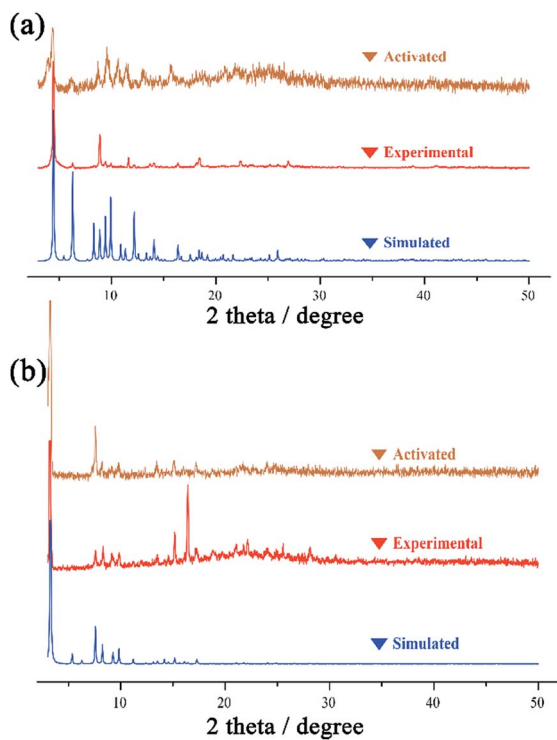 (a)
Activated
Experimental
Simulated
10 20 30 40 50
2 theta / degree
(b)
Activated
Experimental
Simulated
10 20 30 40 50
2 theta / degree